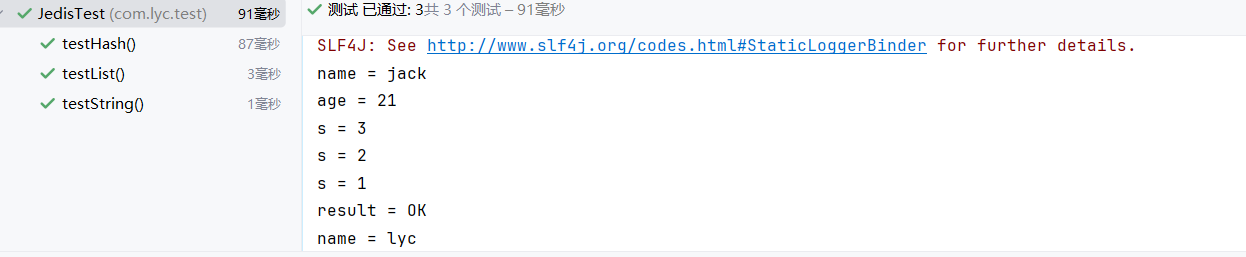 JedisTest (com.lyc.test) 91毫秒
testHash() 87毫秒
testList() 3毫秒
testString() 1毫秒
测试 已通过: 3共 3 个测试 – 91毫秒
SLF4J: See http://www.slf4j.org/codes.html#StaticLoggerBinder for further details.
name = jack
age = 21
s = 3
s = 2
s = 1
result = OK
name = lyc